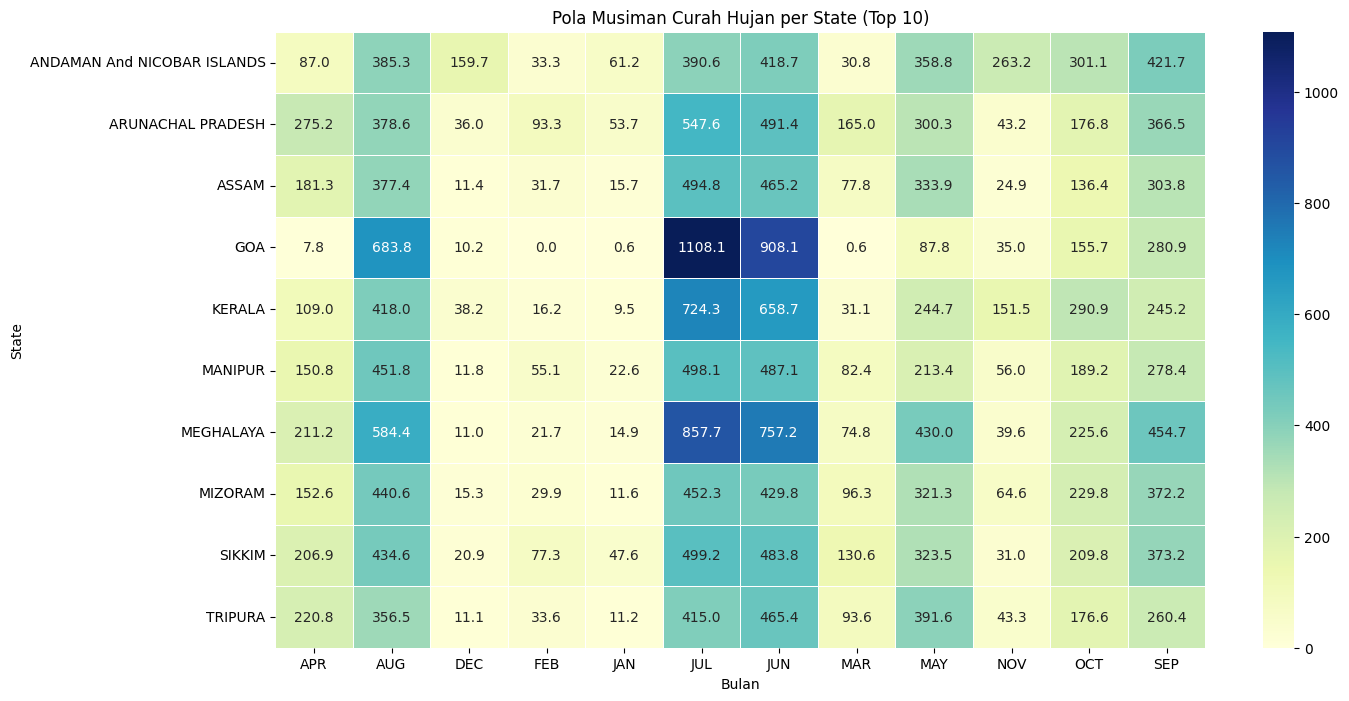 Pola Musiman Curah Hujan per State (Top 10)
ANDAMAN And NICOBAR ISLANDS 87.0 385.3 159.7 33.3 61.2 390.6 418.7 30.8 358.8 263.2 301.1 421.7
ARUNACHAL PRADESH 275.2 378.6 36.0 93.3 53.7 547.6 491.4 165.0 300.3 43.2 176.8 366.5
ASSAM 181.3 377.4 11.4 31.7 15.7 494.8 465.2 77.8 333.9 24.9 136.4 303.8
GOA 7.8 683.8 10.2 0.0 0.6 1108.1 908.1 0.6 87.8 35.0 155.7 280.9
KERALA 109.0 418.0 38.2 16.2 9.5 724.3 658.7 31.1 244.7 151.5 290.9 245.2
MANIPUR 150.8 451.8 11.8 55.1 22.6 498.1 487.1 82.4 213.4 56.0 189.2 278.4
MEGHALAYA 211.2 584.4 11.0 21.7 14.9 857.7 757.2 74.8 430.0 39.6 225.6 454.7
MIZORAM 152.6 440.6 15.3 29.9 11.6 452.3 429.8 96.3 321.3 64.6 229.8 372.2
SIKKIM 206.9 434.6 20.9 77.3 47.6 499.2 483.8 130.6 323.5 31.0 209.8 373.2
TRIPURA 220.8 356.5 11.1 33.6 11.2 415.0 465.4 93.6 391.6 43.3 176.6 260.4
APR AUG DEC FEB JAN JUL JUN MAR MAY NOV OCT SEP
Bulan
State
1000
800
600
400
200
0